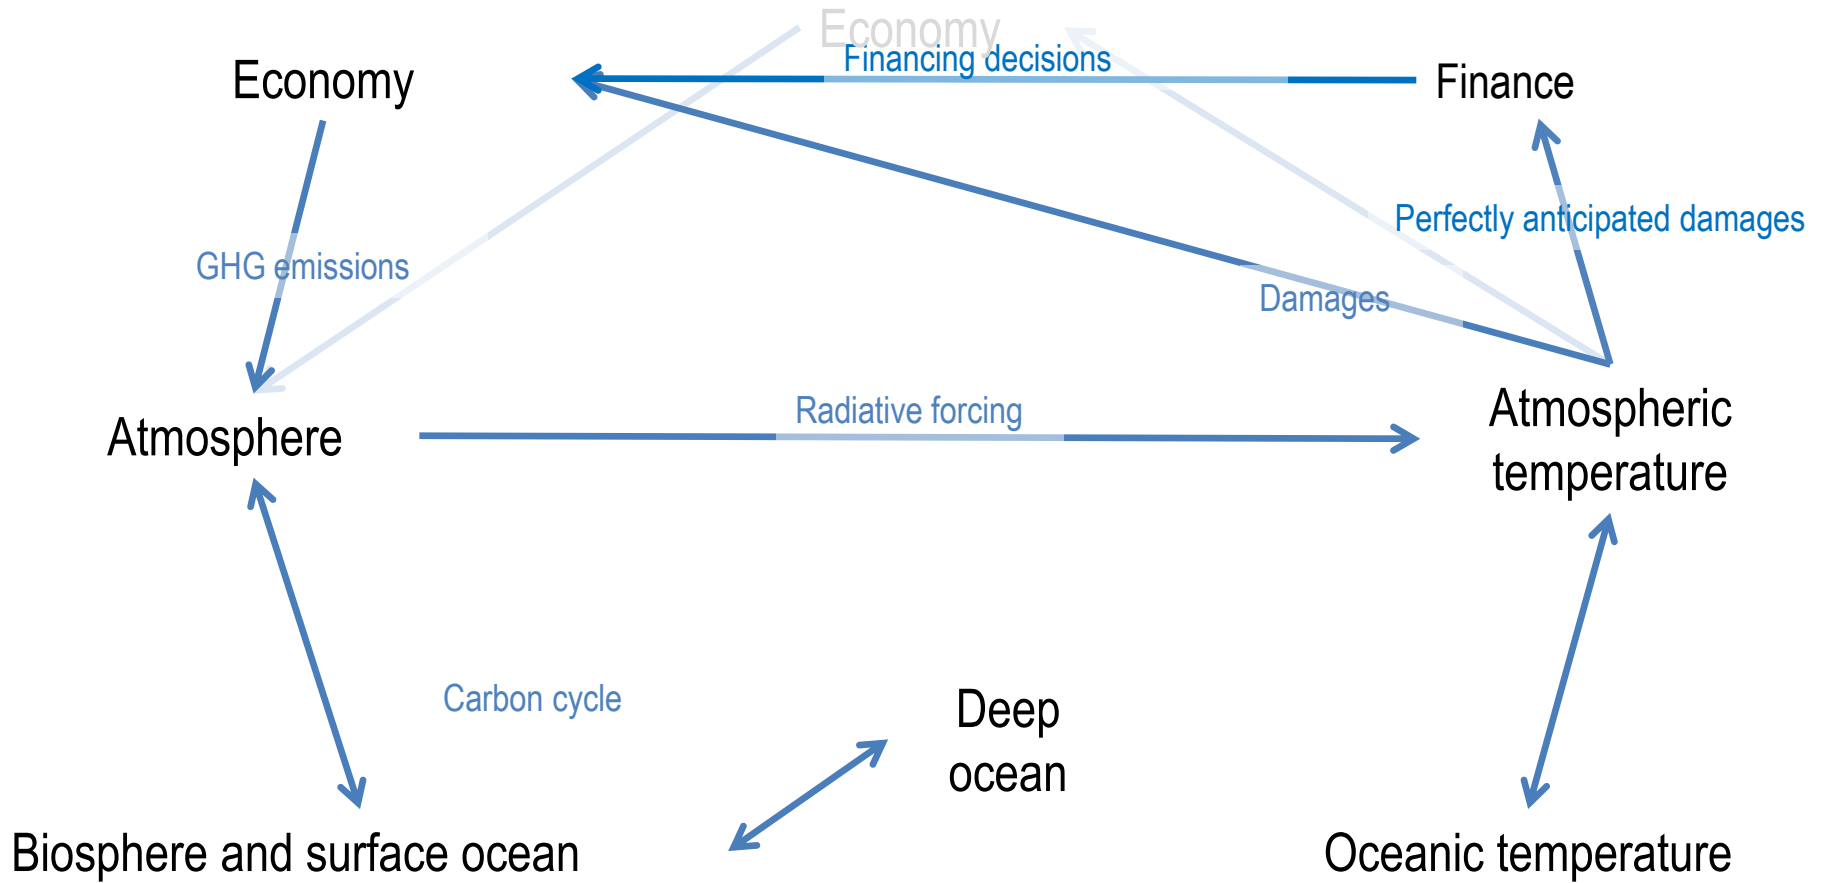 Economy
Financing decisions
Economy
Finance
Perfectly anticipated damages
GHG emissions
Damages
Radiative forcing
Atmosphere
Atmospheric
temperature
Carbon cycle
Deep
ocean
Biosphere and surface ocean
Oceanic temperature